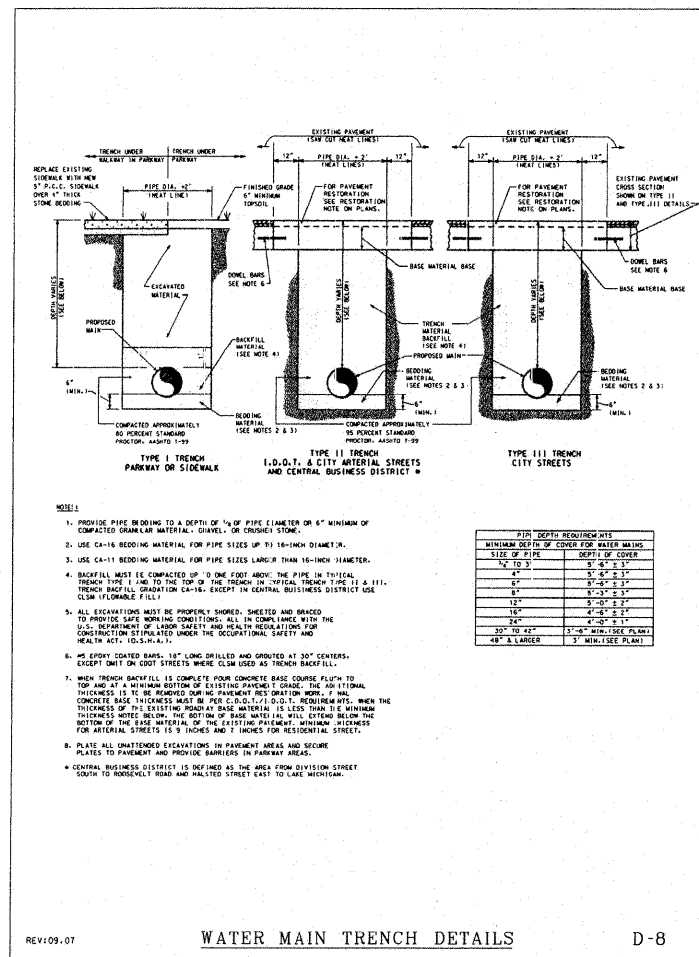 EXISTING PAVEMENT
(SAW CUT NEAT LINES)
EXISTING PAVEMENT
(SAW CUT NEAT LINES)
TRENCH UNDER
WALKWAY IN PARKWAY
TRENCH UNDER
PARKWAY
REPLACE EXISTING
SIDEWALK WITH NEW
5" P.C.C. SIDEWALK
OVER 4" THICK
STONE BEDDING
PIPE DIA. +2'
(NEAT LINE)
FINISHED GRADE
6" MINIMUM
TOPSOIL
12"
PIPE DIA. + 2'
(NEAT LINE)
12"
FOR PAVEMENT
RESTORATION
SEE RESTORATION
NOTE ON PLANS.
12"
PIPE DIA. + 2'
(NEAT LINE)
12"
FOR PAVEMENT
RESTORATION
SEE RESTORATION
NOTE ON PLANS.
EXISTING PAVEMENT
CROSS SECTION
SHOWN ON TYPE II
AND TYPE III DETAILS
DOWEL BARS
SEE NOTE 6
BASE MATERIAL BASE
DOWEL BARS
SEE NOTE 6
BASE MATERIAL BASE
DEPTH VARIES
(SEE BELOW)
EXCAVATED
MATERIAL
DEPTH VARIES
(SEE BELOW)
DEPTH VARIES
(SEE BELOW)
PROPOSED
MAIN
BACKFILL
MATERIAL
(SEE NOTE 4)
TRENCH
MATERIAL
BACKFILL
(SEE NOTE 4)
PROPOSED MAIN
6"
(MIN.)
BEDDING
MATERIAL
(SEE NOTES 2 & 3)
BEDDING
MATERIAL
(SEE NOTES 2 & 3)
6"
(MIN.)
BEDDING
MATERIAL
(SEE NOTES 2 & 3)
6"
(MIN.)
COMPACTED APPROXIMATELY
80 PERCENT STANDARD
PROCTOR, AASHTO T-99
COMPACTED APPROXIMATELY
95 PERCENT STANDARD
PROCTOR, AASHTO T-99
TYPE I TRENCH
PARKWAY OR SIDEWALK
TYPE II TRENCH
I.D.O.T. & CITY ARTERIAL STREETS
AND CENTRAL BUSINESS DISTRICT *
TYPE III TRENCH
CITY STREETS
NOTES:
1. PROVIDE PIPE BEDDING TO A DEPTH OF OF PIPE DIAMETER OR 6" MINIMUM OF
COMPACTED GRANULAR MATERIAL, GRAVEL, OR CRUSHED STONE.
2. USE CA-16 BEDDING MATERIAL FOR PIPE SIZES UP TO 16-INCH DIAMETER.
3. USE CA-11 BEDDING MATERIAL FOR PIPE SIZES LARGER THAN 16-INCH DIAMETER.
4. BACKFILL MUST BE COMPACTED UP TO ONE FOOT ABOVE THE PIPE IN TYPICAL
TRENCH TYPE I AND TO THE TOP OF THE TRENCH IN TYPICAL TRENCH TYPE II & III.
TRENCH BACFILL GRADATION CA-16, EXCEPT IN CENTRAL BUISINESS DISTRICT USE
CLSM (FLOWABLE FILL)
5. ALL EXCAVATIONS MUST BE PROPERLY SHORED, SHEETED AND BRACED
TO PROVIDE SAFE WORKING CONDITIONS, ALL IN COMPLIANCE WITH THE
U.S. DEPARTMENT OF LABOR SAFETY AND HEALTH REGULATIONS FOR
CONSTRUCTION STIPULATED UNDER THE OCCUPATIONAL SAFETY AND
HEALTH ACT. (O.S.H.A.).
6. #5 EPOXY COATED BARS, 18" LONG DRILLED AND GROUTED AT 30" CENTERS,
EXCEPT OMIT ON CDOT STREETS WHERE CLSM USED AS TRENCH BACKFILL.
7. WHEN TRENCH BACKFILL IS COMPLETE POUR CONCRETE BASE COURSE FLUSH TO
TOP AND AT A MINIMUM BOTTOM OF EXISTING PAVEMENT GRADE. THE ADDITIONAL
THICKNESS IS TO BE REMOVED DURING PAVEMENT RESTORATION WORK. FINAL
CONCRETE BASE THICKNESS MUST BE PER C.D.O.T./I.D.O.T. REQUIREMENTS. WHEN THE
THICKNESS OF THE EXISTING ROADWAY BASE MATERIAL IS LESS THAN THE MINIMUM
THICKNESS NOTED BELOW, THE BOTTOM OF BASE MATERIAL WILL EXTEND BELOW THE
BOTTOM OF THE BASE MATERIAL OF THE EXISTING PAVEMENT. MINIMUM THICKNESS
FOR ARTERIAL STREETS IS 9 INCHES AND 7 INCHES FOR RESIDENTIAL STREET.
8. PLATE ALL UNATTENDED EXCAVATIONS IN PAVEMENT AREAS AND SECURE
PLATES TO PAVEMENT AND PROVIDE BARRIERS IN PARKWAY AREAS.
* CENTRAL BUSINESS DISTRICT IS DEFINED AS THE AREA FROM DIVISION STREET
SOUTH TO ROOSEVELT ROAD AND HALSTED STREET EAST TO LAKE MICHIGAN.
PIPE DEPTH REQUIREMENTS
MINIMUM DEPTH OF COVER FOR WATER MAINS
SIZE OF PIPE DEPTH OF COVER
TO 3" 5'-6" ± 3"
4" 5'-6" ± 3"
6" 5'-6" ± 3"
8" 5'-3" ± 3"
12" 5'-0" ± 2"
16" 4'-6" ± 2"
24" 4'-0" ± 1"
30" TO 42" 3'-6" MIN.(SEE PLAN)
48" & LARGER 3' MIN.(SEE PLAN)
REV:09.07
WATER MAIN TRENCH DETAILS
D-8